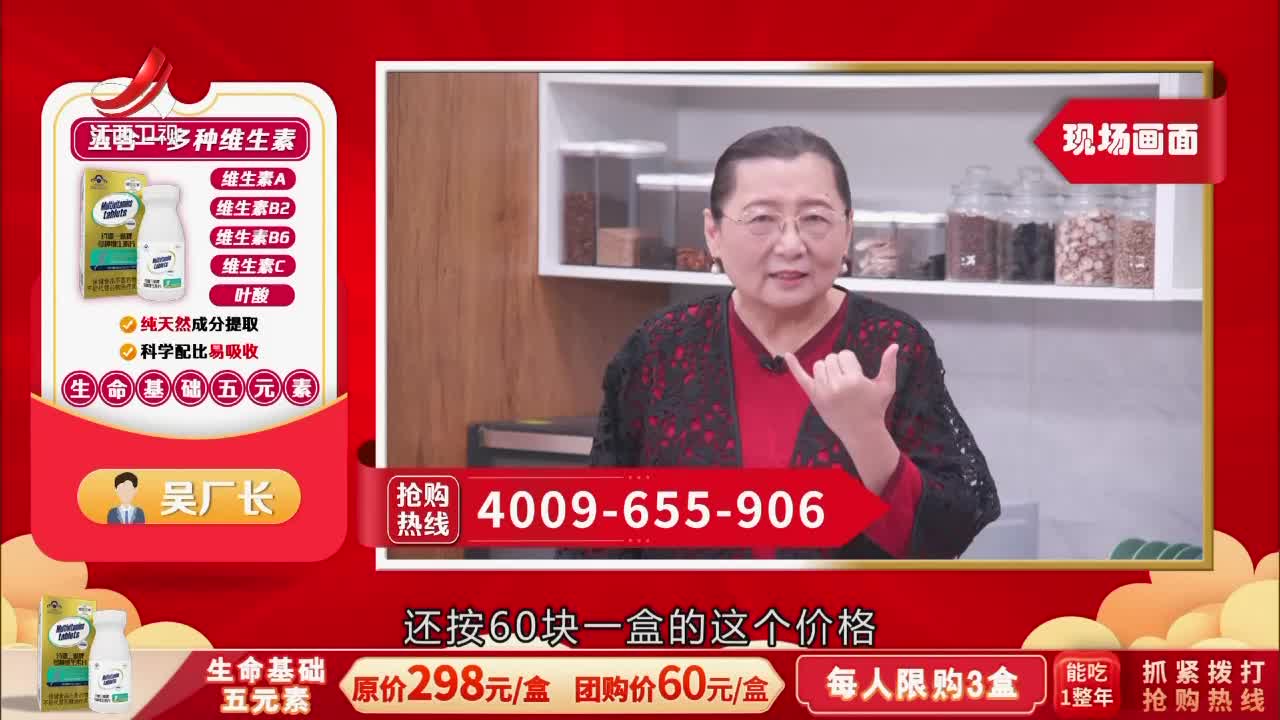 江西卫视
五合一多种维生素
维生素A
维生素B2
维生素B6
维生素C
叶酸
Multivitamins
tablets
纯天然成分提取
科学配比易吸收
生命基础五元素
吴厂长
现场画面
抢购
热线
4009-655-906
还按60块一盒的这个价格
Multivitamins
tablets
生命基础
五元素
原价298元/盒 团购价60元/盒
每人限购3盒
能吃
1整年
抓紧拨打
抢购热线